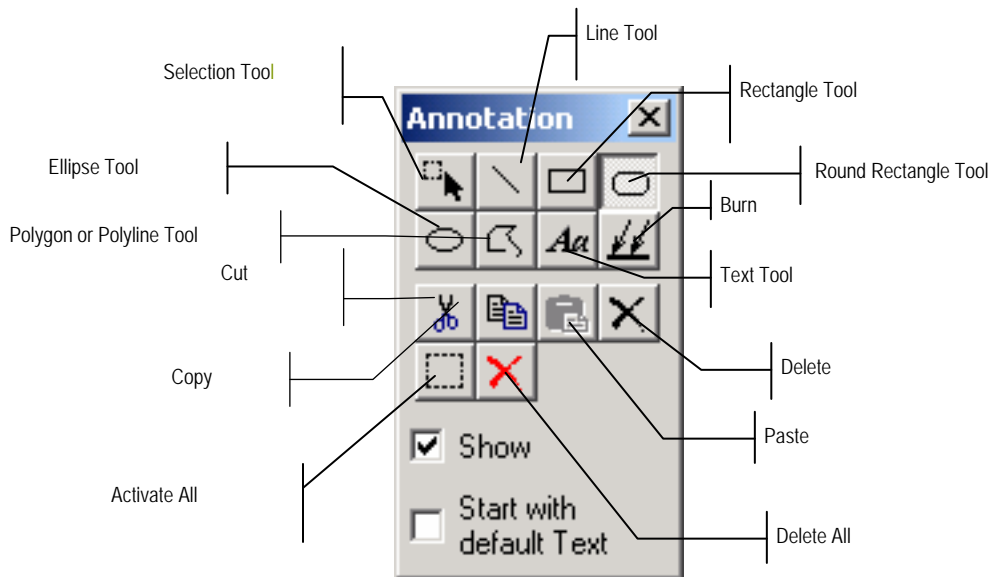 Line Tool
Selection Tool
Rectangle Tool
Annotation
Ellipse Tool
Round Rectangle Tool
Burn
Polygon or Polyline Tool
Aa
Cut
Text Tool
Copy
Delete
Paste
Show
Activate All
Start with
default Text
Delete All